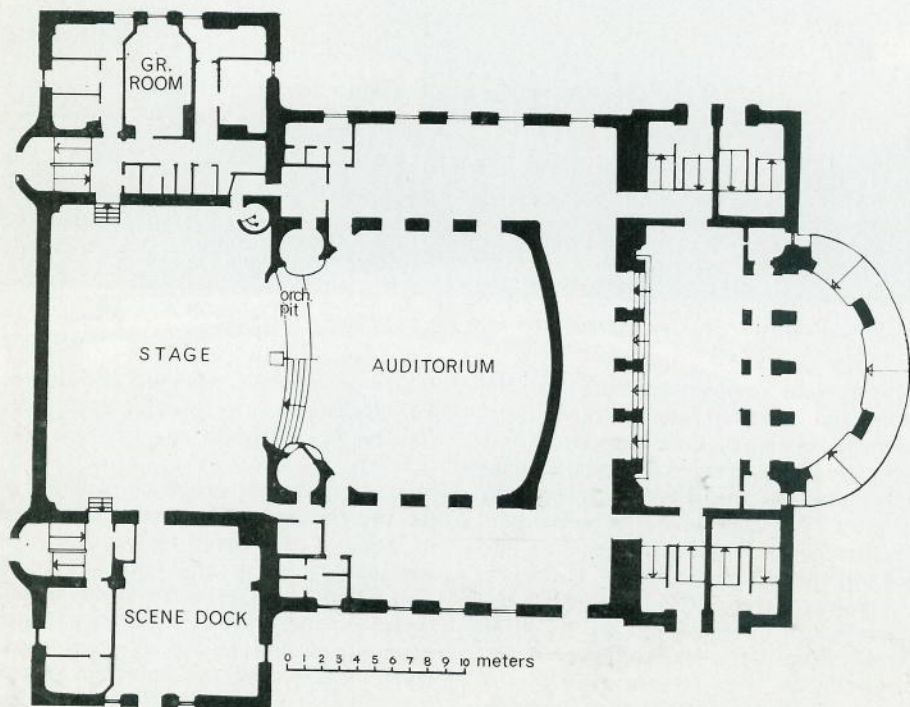 GR.
ROOM
orch.
pit
STAGE
AUDITORIUM
SCENE DOCK
0 1 2 3 4 5 6 7 8 9 10 meters